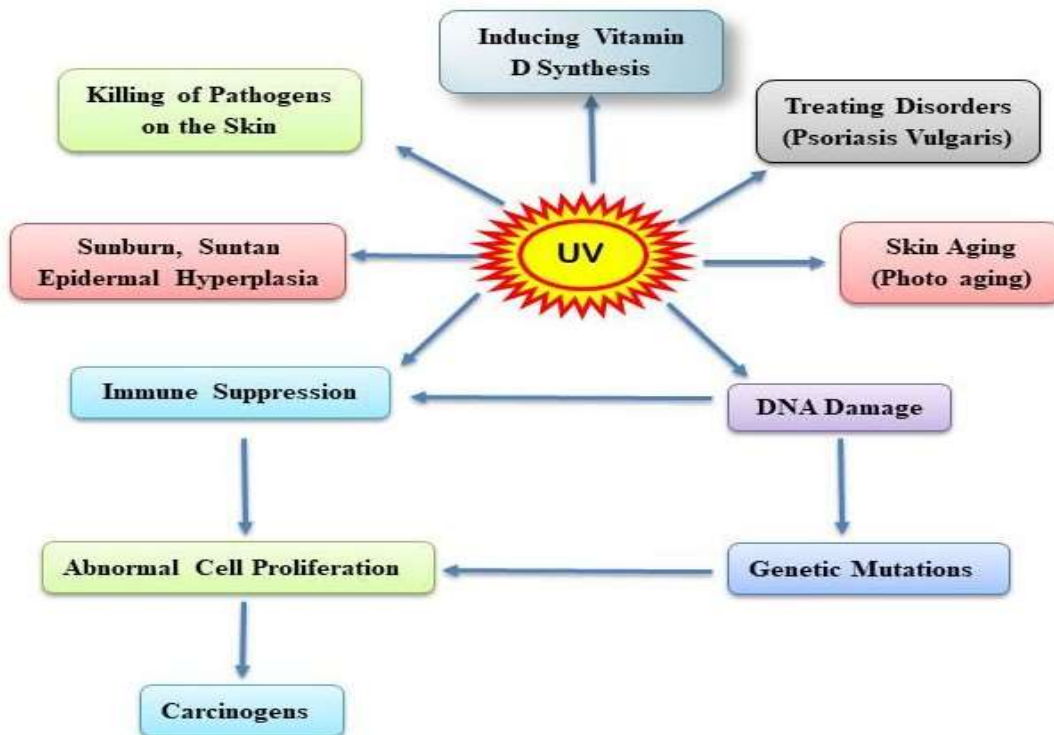 Inducing Vitamin
D Synthesis
Killing of Pathogens
on the Skin
Treating Disorders
(Psoriasis Vulgaris)
UV
Sunburn, Suntan
Epidermal Hyperplasia
Skin Aging
(Photo aging)
Immune Suppression
DNA Damage
Abnormal Cell Proliferation
Genetic Mutations
Carcinogens